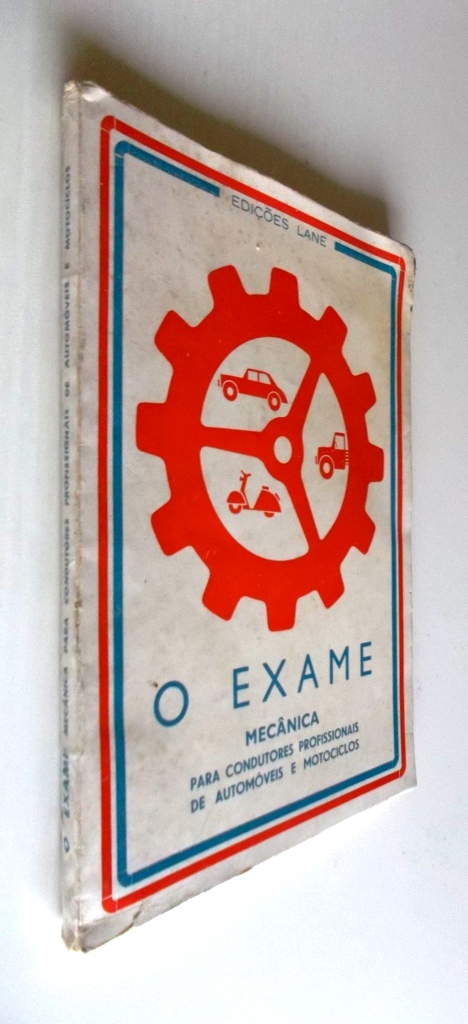 EDIÇÕES LANE
O EXAME
MECÂNICA
PARA CONDUTORES PROFISSIONAIS
DE AUTOMÓVEIS E MOTOCICLOS
O EXAME MECÂNICA PARA CONDUTORES PROFISSIONAIS DE AUTOMÓVEIS E MOTOCICLOS